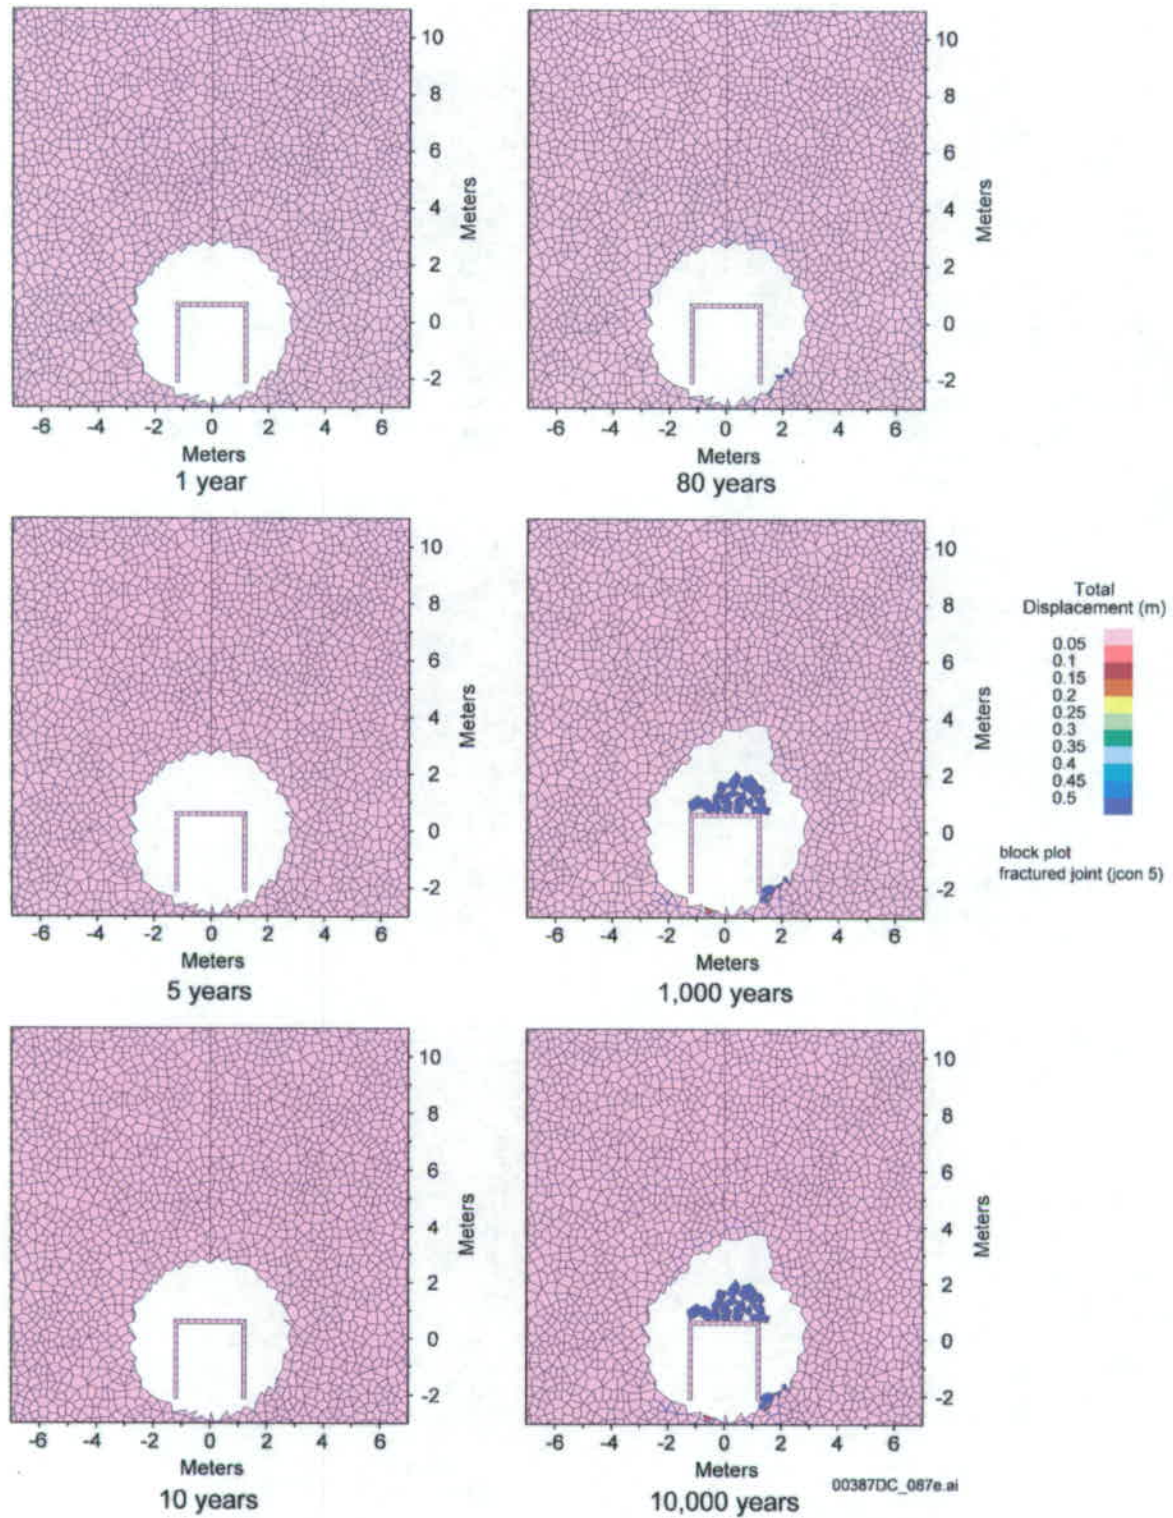 10
8
6
4
2
0
-2
Meters
-6 -4 -2 0 2 4 6
Meters
1 year
10
8
6
4
2
0
-2
Meters
-6 -4 -2 0 2 4 6
Meters
80 years
10
8
6
4
2
0
-2
Meters
-6 -4 -2 0 2 4 6
Meters
5 years
10
8
6
4
2
0
-2
Meters
-6 -4 -2 0 2 4 6
Meters
1,000 years
Total
Displacement (m)
0.05
0.1
0.15
0.2
0.25
0.3
0.35
0.4
0.45
0.5
block plot
fractured joint (jcon 5)
10
8
6
4
2
0
-2
Meters
-6 -4 -2 0 2 4 6
Meters
10 years
10
8
6
4
2
0
-2
Meters
-6 -4 -2 0 2 4 6
Meters
10,000 years
00387DC_087e.ai